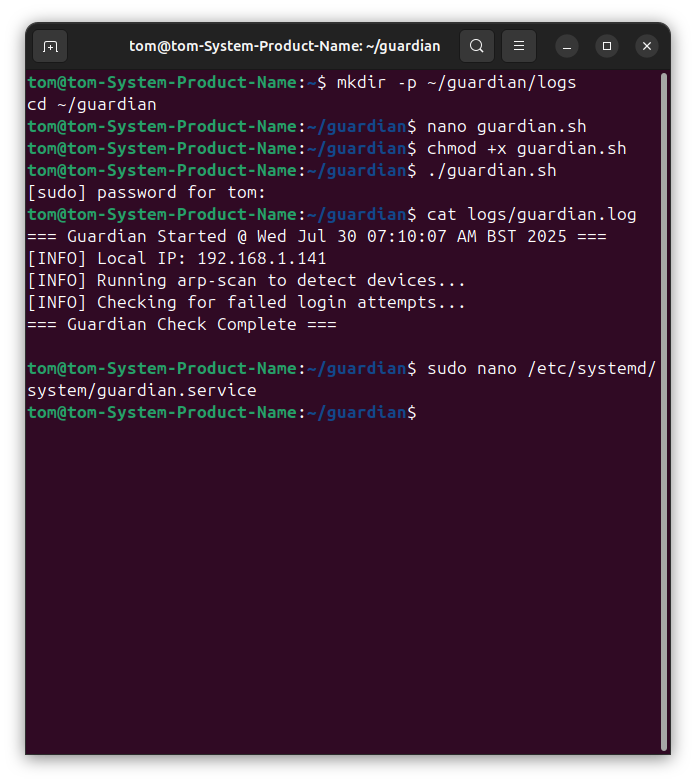 tom@tom-System-Product-Name: ~/guardian
tom@tom-System-Product-Name:~$ mkdir -p ~/guardian/logs
cd ~/guardian
tom@tom-System-Product-Name:~/guardian$ nano guardian.sh
tom@tom-System-Product-Name:~/guardian$ chmod +x guardian.sh
tom@tom-System-Product-Name:~/guardian$ ./guardian.sh
[sudo] password for tom:
tom@tom-System-Product-Name:~/guardian$ cat logs/guardian.log
=== Guardian Started @ Wed Jul 30 07:10:07 AM BST 2025 ===
[INFO] Local IP: 192.168.1.141
[INFO] Running arp-scan to detect devices...
[INFO] Checking for failed login attempts...
=== Guardian Check Complete ===
tom@tom-System-Product-Name:~/guardian$ sudo nano /etc/systemd/
system/guardian.service
tom@tom-System-Product-Name:~/guardian$